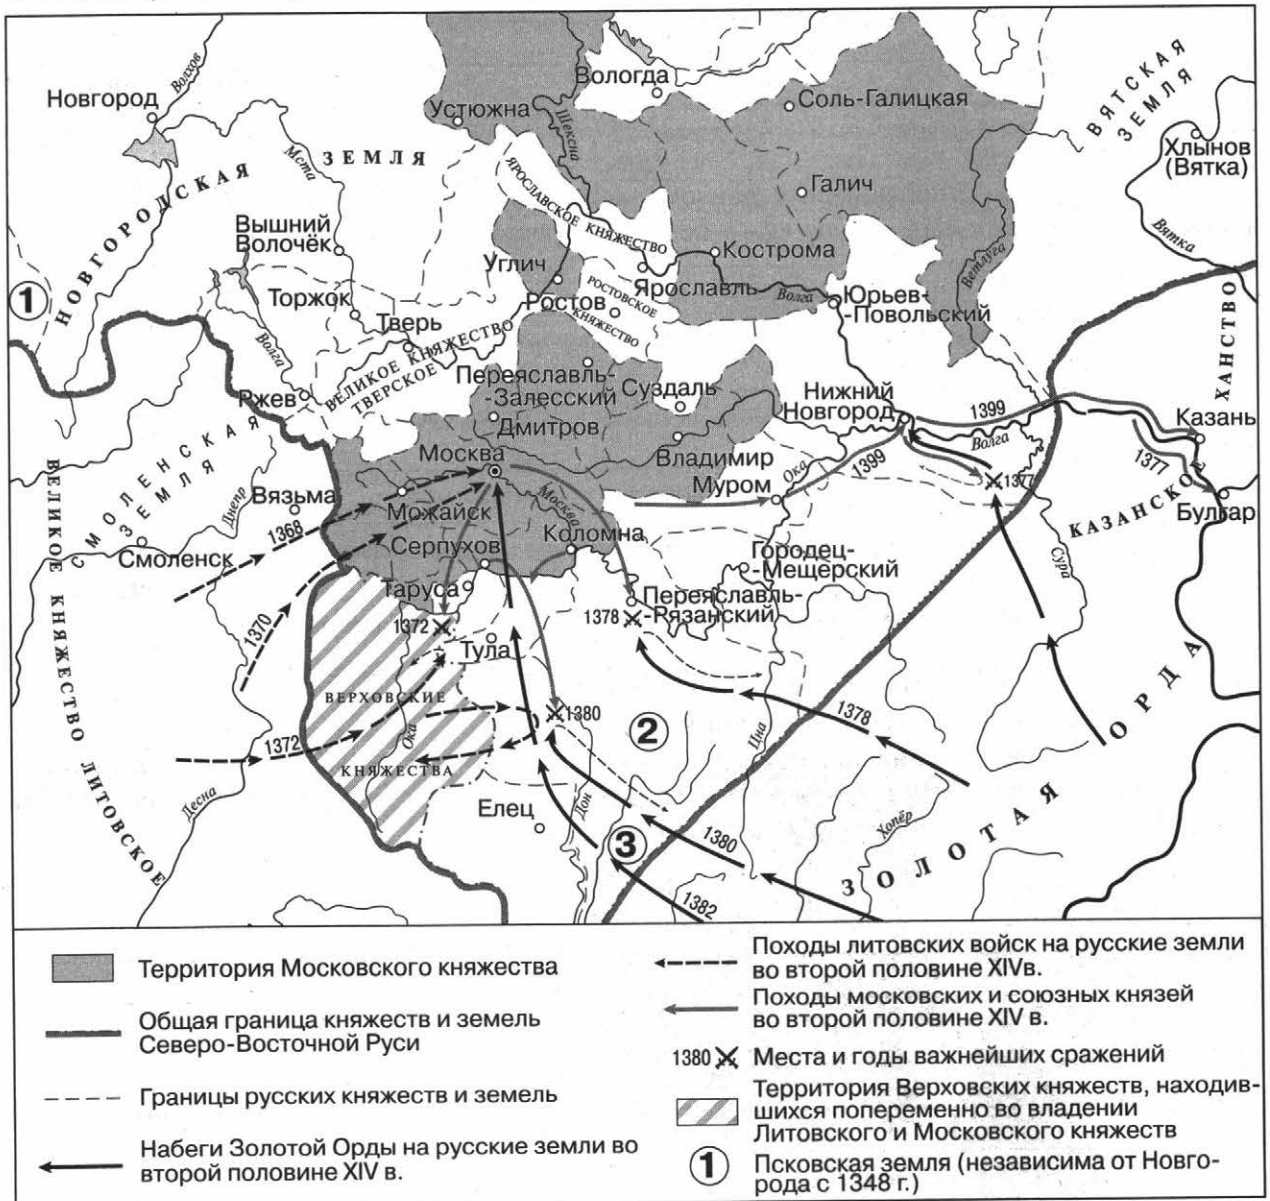 Новгород
Волхов
НОВГОРОДСКАЯ
ЗЕМЛЯ
Мста
Вышний
Волочёк
Торжок
Тверь
Волга
Ржев
ВЕЛИКОЕ КНЯЖЕСТВО
ТВЕРСКОЕ
Устюжна
Шексна
Вологда
Соль-Галицкая
Галич
ВЯТСКАЯ
ЗЕМЛЯ
Хлынов
(Вятка)
Вятка
Ветлуга
ЯРОСЛАВСКОЕ КНЯЖЕСТВО
Кострома
Углич
Ярославль
Волга
Ростов
РОСТОВСКОЕ
КНЯЖЕСТВО
Юрьев-
-Повольский
Переяславль-
-Залесский
Суздаль
Дмитров
Нижний
Новгород
1399
Волга
Казань
1377
Булгар
ХАНСТВО
КАЗАНСКОЕ
1
Москва
Владимир
Муром
Ока
1399
1377
Москва
СМОЛЕНСКАЯ
ЗЕМЛЯ
Вязьма
Днепр
Можайск
1368
Смоленск
Серпухов
Коломна
Городец-
-Мещерский
Сура
Таруса
Переяславль-
-Рязанский
1378
1370
1372
Тула
ВЕЛИКОЕ КНЯЖЕСТВО ЛИТОВСКОЕ
ВЕРХОВСКИЕ
КНЯЖЕСТВА
Ока
1380
2
1378
Цна
1372
Десна
Елец
Дон
3
1380
1382
Хопёр
ЗОЛОТАЯ ОРДА
Территория Московского княжества
Общая граница княжеств и земель
Северо-Восточной Руси
Границы русских княжеств и земель
Набеги Золотой Орды на русские земли во
второй половине XIV в.
Походы литовских войск на русские земли
во второй половине XIVв.
Походы московских и союзных князей
во второй половине XIV в.
1380 Места и годы важнейших сражений
Территория Верховских княжеств, находив-
шихся попеременно во владении
Литовского и Московского княжеств
1 Псковская земля (независима от Новго-
рода с 1348 г.)